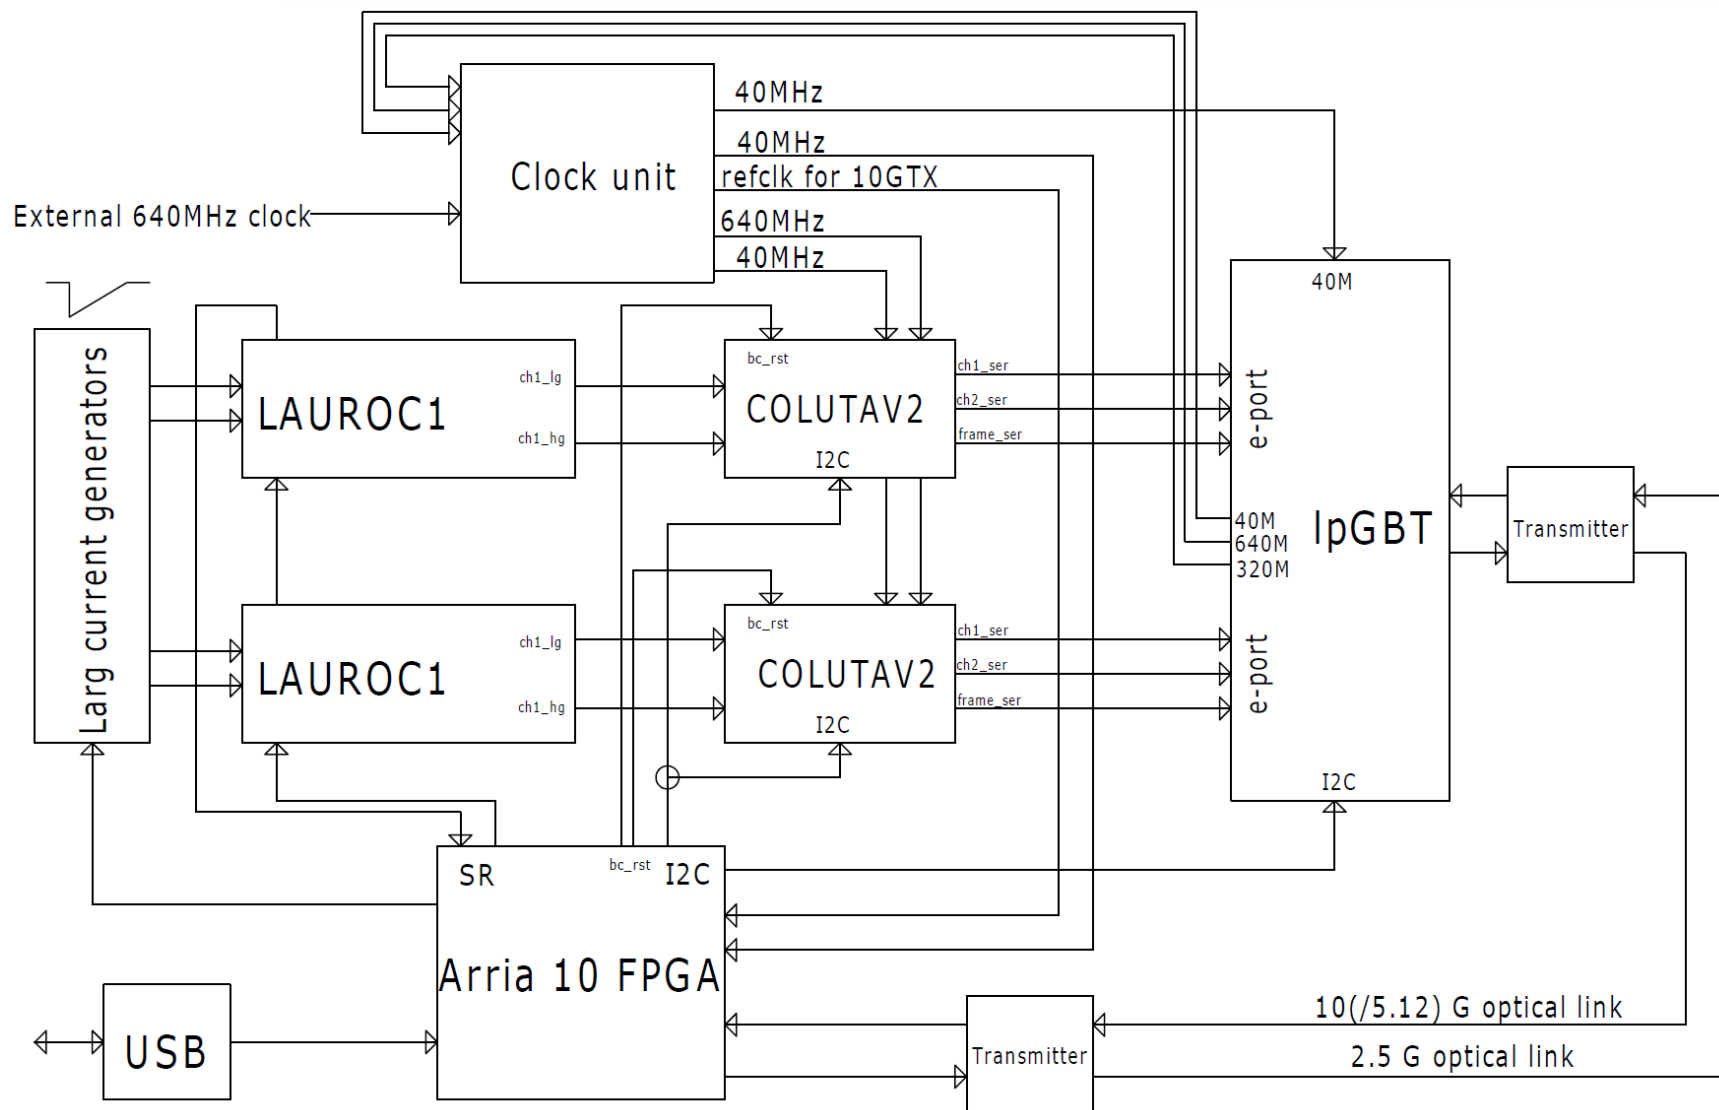 40MHz
40MHz
Clock unit
refclk for 10GTX
External 640MHz clock
640MHz
40MHz
40M
Larg current generators
bc_rst
ch1_lg
LAUROC1
ch1_hg
COLUTAV2
I2C
ch1_ser
ch2_ser
frame_ser
e-port
40M
640M
320M
lpGBT
Transmitter
bc_rst
ch1_lg
LAUROC1
ch1_hg
COLUTAV2
I2C
ch1_ser
ch2_ser
frame_ser
e-port
I2C
SR
bc_rst
I2C
Arria 10 FPGA
USB
Transmitter
10(/5.12) G optical link
2.5 G optical link